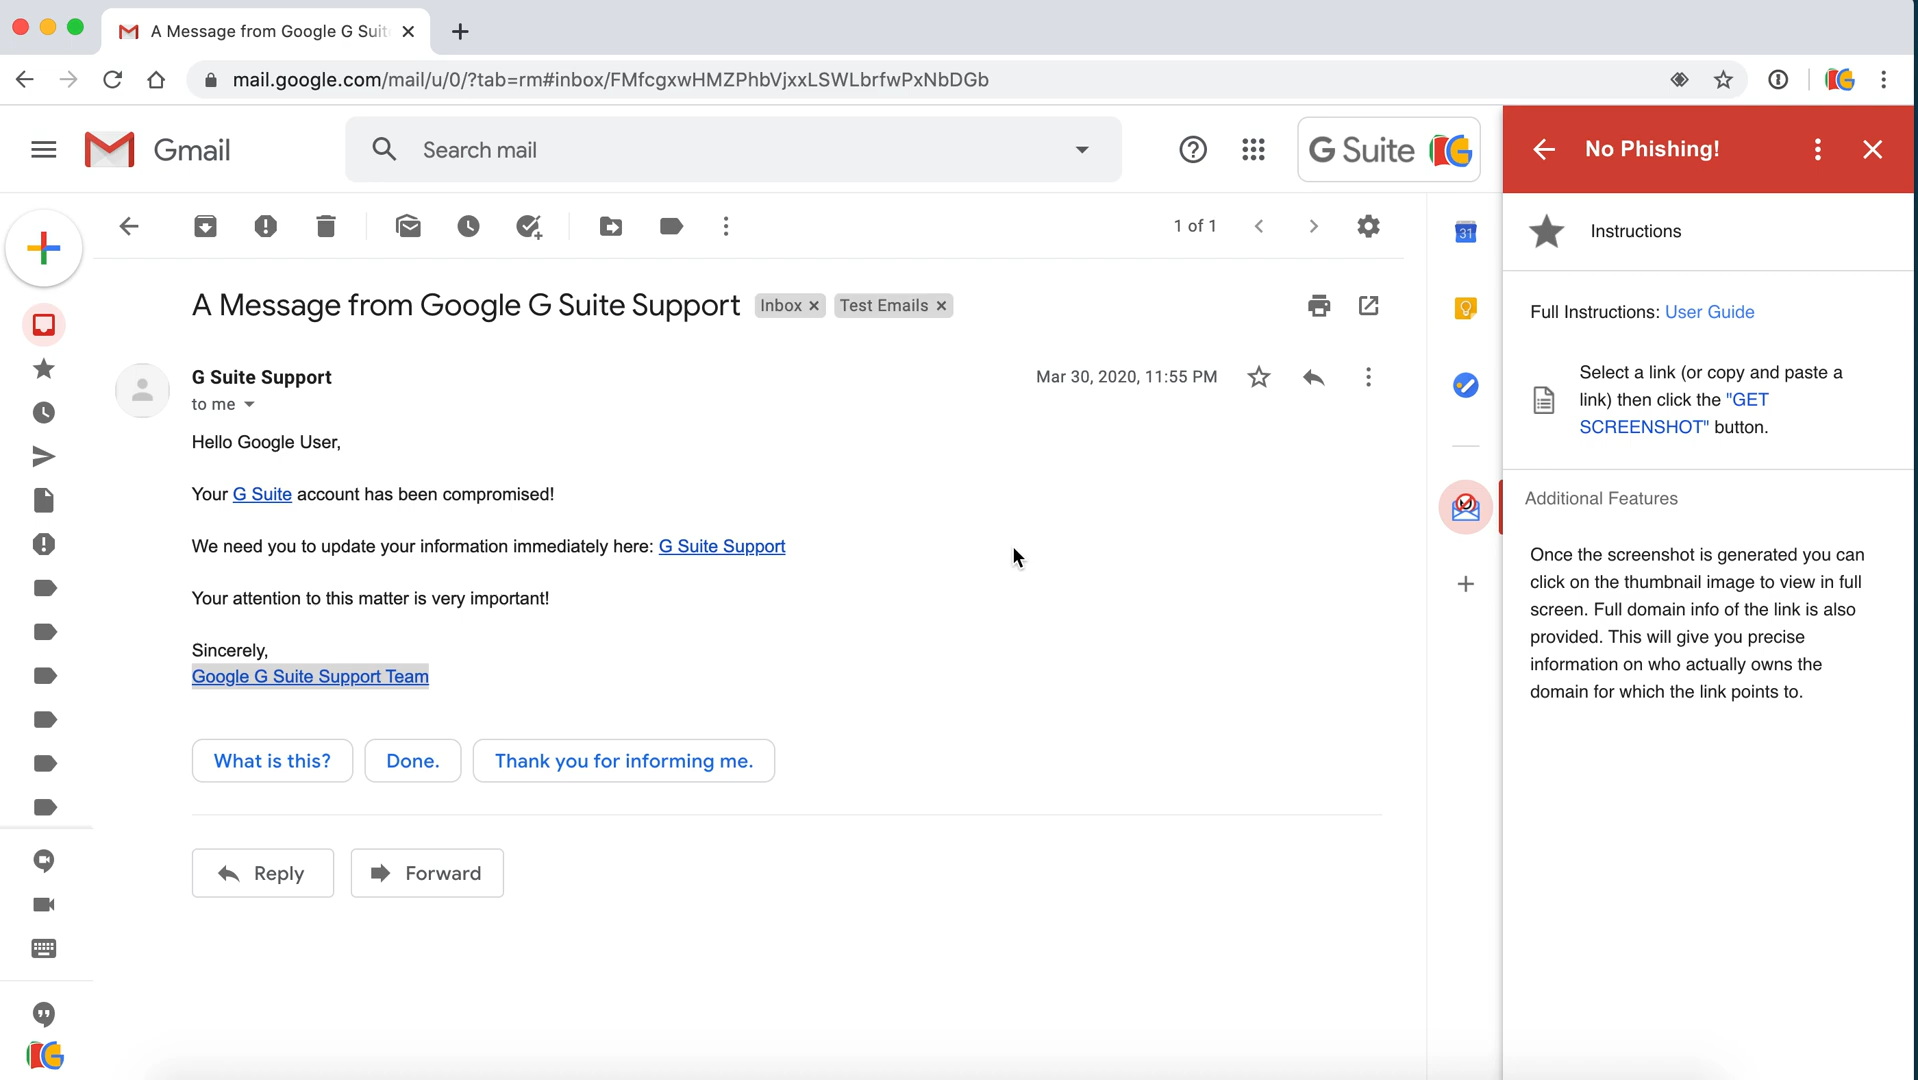 A Message from Google G Suit
mail.google.com/mail/u/0/?tab=rm#inbox/FMfcgxwHMZPhbVjxxLSWLbrfwPxNbDGb
Gmail
Search mail
G Suite
No Phishing!
1 of 1
31
Instructions
A Message from Google G Suite Support Inbox × Test Emails ×
Full Instructions: User Guide
G Suite Support
Mar 30, 2020, 11:55 PM
to me
Select a link (or copy and paste a
link) then click the "GET
SCREENSHOT" button.
Hello Google User,
Your G Suite account has been compromised!
We need you to update your information immediately here: G Suite Support
Your attention to this matter is very important!
Sincerely,
Google G Suite Support Team
Additional Features
Once the screenshot is generated you can
click on the thumbnail image to view in full
screen. Full domain info of the link is also
provided. This will give you precise
information on who actually owns the
domain for which the link points to.
What is this? Done. Thank you for informing me.
Reply Forward